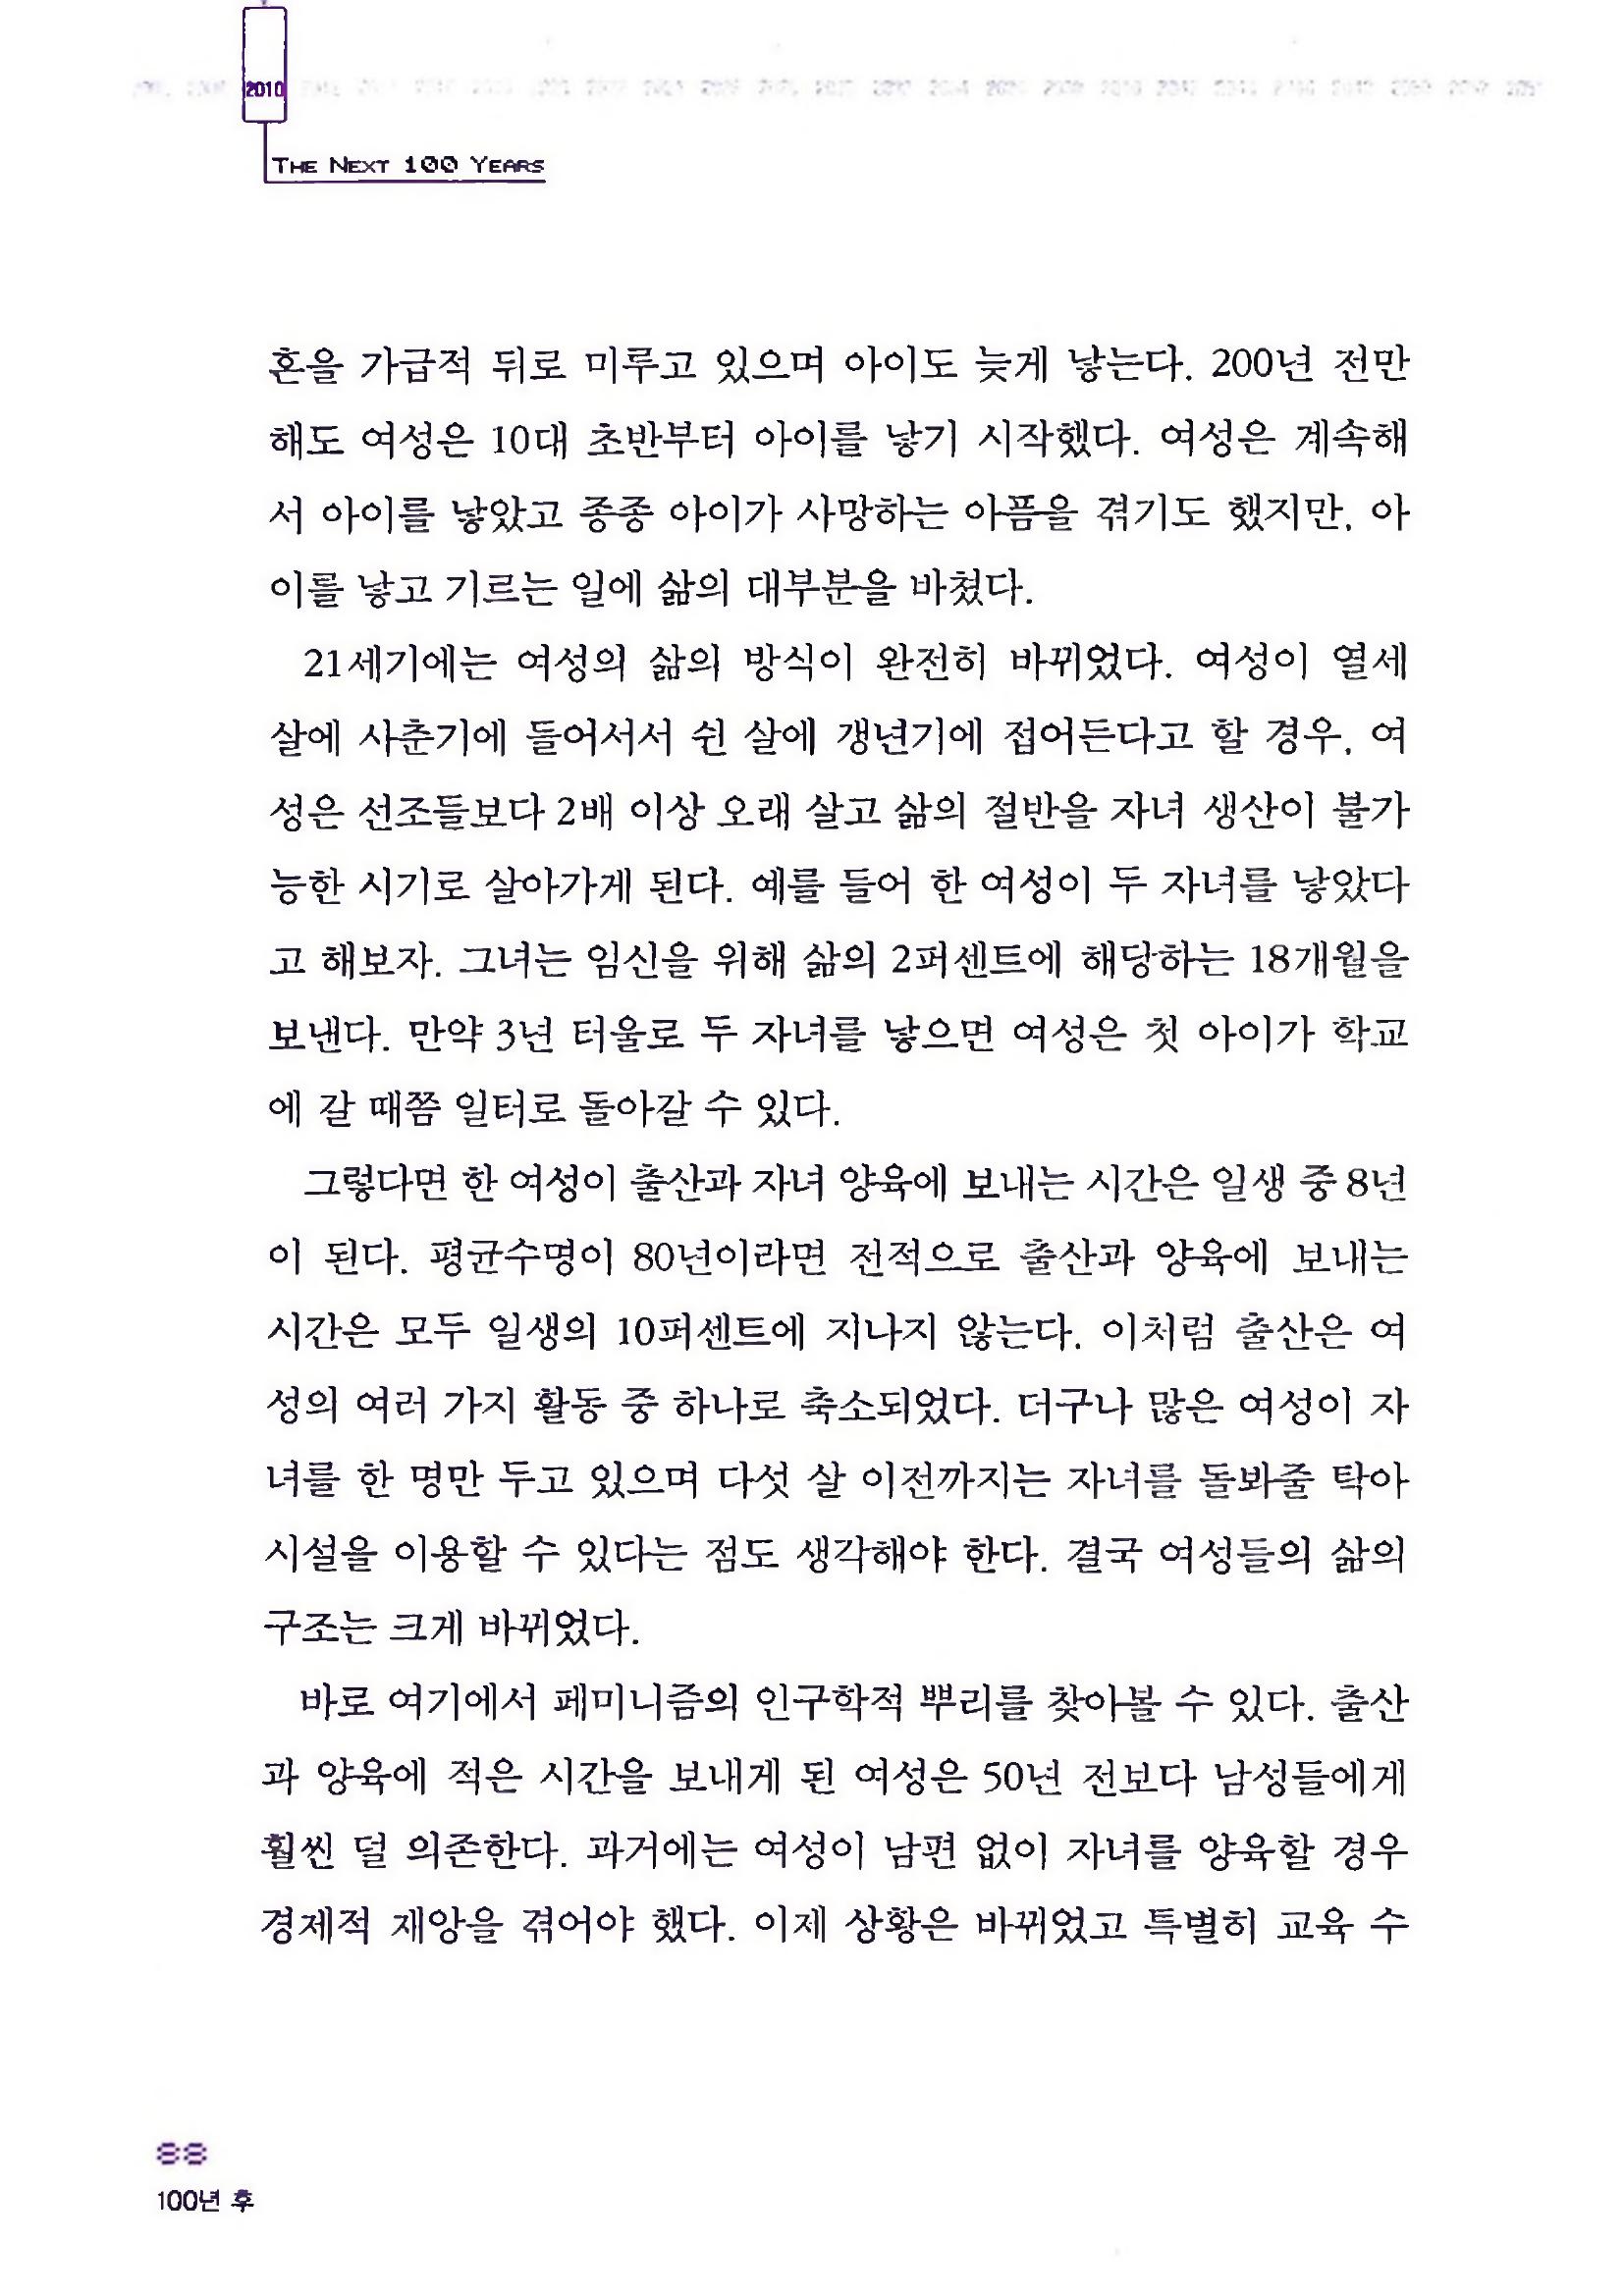 2010
THE NEXT 100 YEARS
혼을 가급적 뒤로 미루고 있으며 아이도 늦게 낳는다. 200년 전만
해도 여성은 10대 초반부터 아이를 낳기 시작했다. 여성은 계속해
서 아이를 낳았고 종종 아이가 사망하는 아픔을 겪기도 했지만, 아
이를 낳고 기르는 일에 삶의 대부분을 바쳤다.
21세기에는 여성의 삶의 방식이 완전히 바뀌었다. 여성이 열세
살에 사춘기에 들어서서 쉰 살에 갱년기에 접어든다고 할 경우, 여
성은 선조들보다 2배 이상 오래 살고 삶의 절반을 자녀 생산이 불가
능한 시기로 살아가게 된다. 예를 들어 한 여성이 두 자녀를 낳았다
고 해보자. 그녀는 임신을 위해 삶의 2퍼센트에 해당하는 18개월을
보낸다. 만약 3년 터울로 두 자녀를 낳으면 여성은 첫 아이가 학교
에 갈 때쯤 일터로 돌아갈 수 있다.
그렇다면 한 여성이 출산과 자녀 양육에 보내는 시간은 일생 중 8년
이 된다. 평균수명이 80년이라면 전적으로 출산과 양육에 보내는
시간은 모두 일생의 10퍼센트에 지나지 않는다. 이처럼 출산은 여
성의 여러 가지 활동 중 하나로 축소되었다. 더구나 많은 여성이 자
녀를 한 명만 두고 있으며 다섯 살 이전까지는 자녀를 돌봐줄 탁아
시설을 이용할 수 있다는 점도 생각해야 한다. 결국 여성들의 삶의
구조는 크게 바뀌었다.
바로 여기에서 페미니즘의 인구학적 뿌리를 찾아볼 수 있다. 출산
과 양육에 적은 시간을 보내게 된 여성은 50년 전보다 남성들에게
훨씬 덜 의존한다. 과거에는 여성이 남편 없이 자녀를 양육할 경우
경제적 재앙을 겪어야 했다. 이제 상황은 바뀌었고 특별히 교육 수
88
100년 후